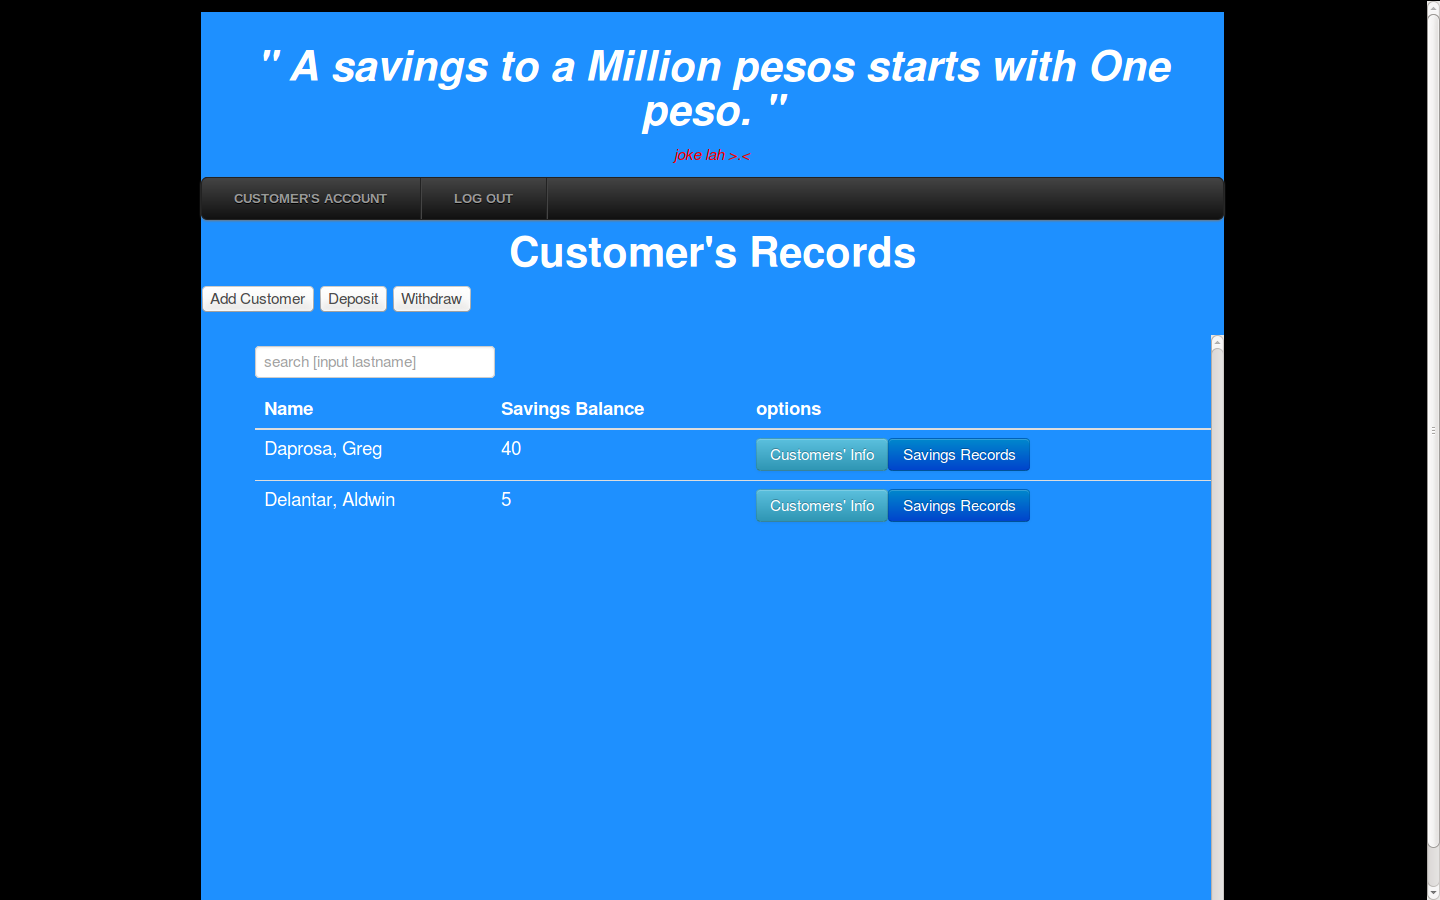 " A savings to a Million pesos starts with One
peso. "
joke lah >.<
CUSTOMER'S ACCOUNT LOG OUT
Customer's Records
Add Customer Deposit Withdraw
search [input lastname]
Name Savings Balance options
Daprosa, Greg 40 Customers' Info Savings Records
Delantar, Aldwin 5 Customers' Info Savings Records